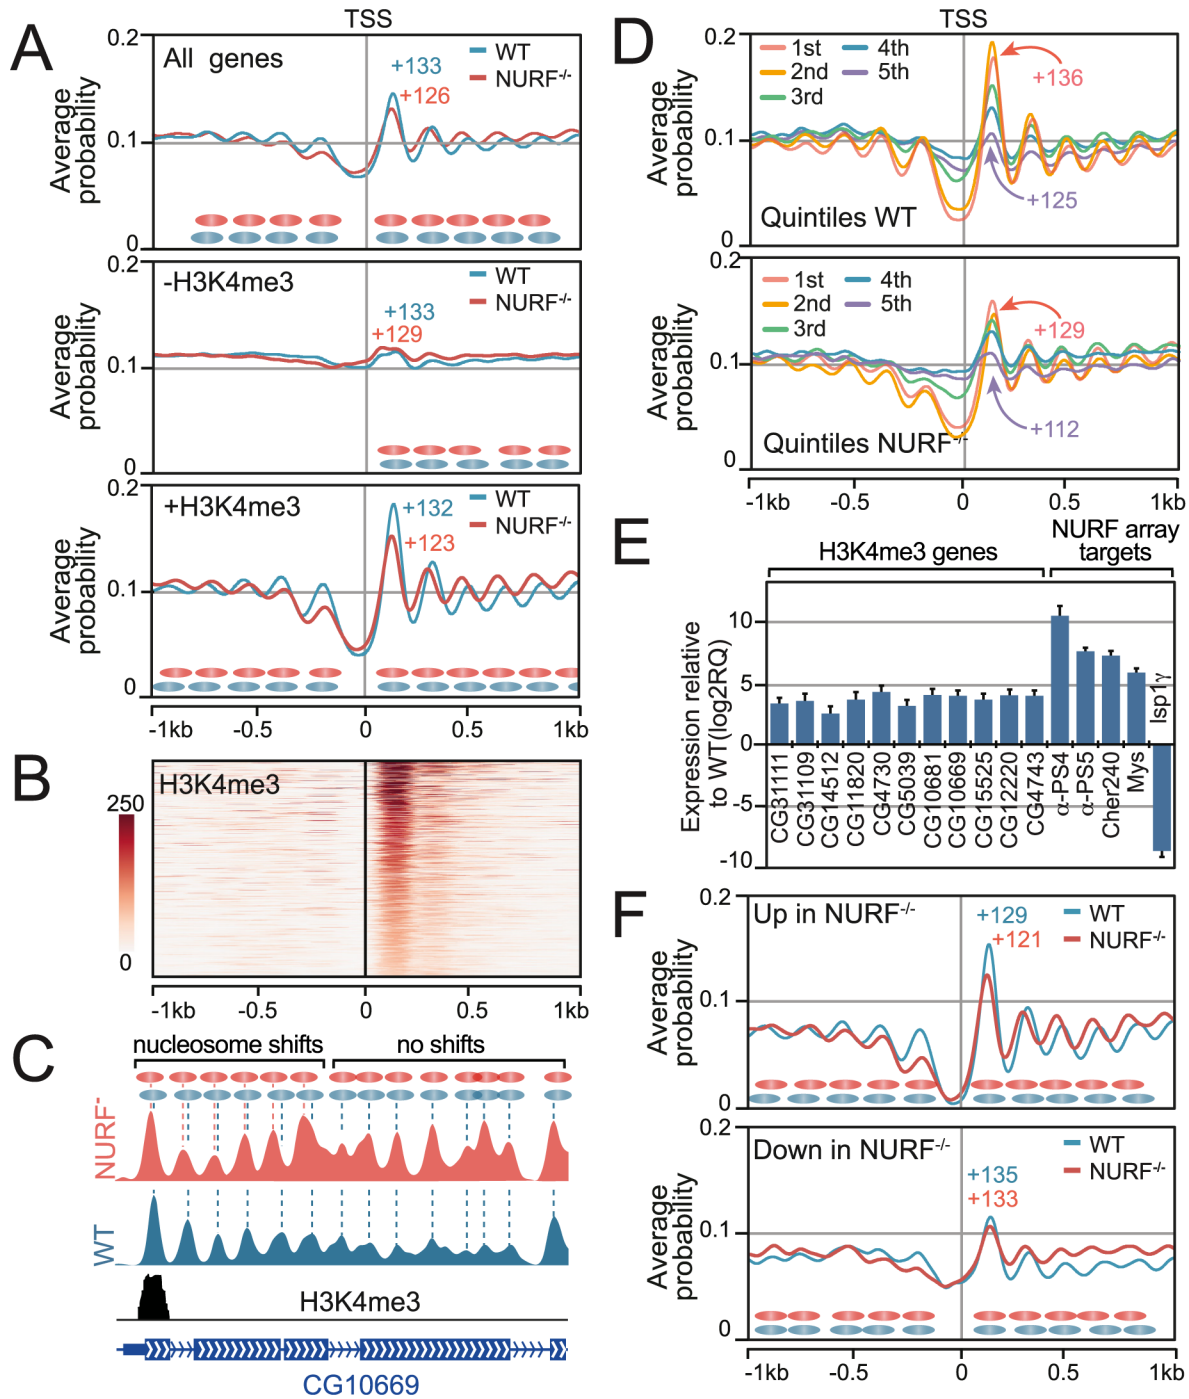 A
TSS
0.2
All genes
WT
NURF-/-
+133
+126
Average
probability
0.1
0
0.2
-H3K4me3
WT
NURF-/-
+133
+129
Average
probability
0.1
0
0.2
+H3K4me3
WT
NURF-/-
+132
+123
Average
probability
0.1
0
-1kb
-0.5
0
0.5
1kb
B
H3K4me3
250
0
-1kb
-0.5
0
0.5
1kb
C
nucleosome shifts
no shifts
NURF-
WT
H3K4me3
CG10669
D
TSS
0.2
1st
4th
2nd
5th
3rd
+136
Average
probability
0.1
+125
Quintiles WT
0
0.2
1st
4th
2nd
5th
3rd
+129
Average
probability
0.1
+112
Quintiles NURF-/-
0
-1kb
-0.5
0
0.5
1kb
E
H3K4me3 genes
NURF array
targets
Expression relative
to WT(log2RQ)
10
5
0
-5
-10
CG31111
CG31109
CG14512
CG11820
CG4730
CG5039
CG10681
CG10669
CG15525
CG12220
CG4743
α-PS4
α-PS5
Cher240
Mys
Isp1γ
F
0.2
Up in NURF-/-
+129
+121
WT
NURF-/-
Average
probability
0.1
0
0.2
Down in NURF-/-
+135
+133
WT
NURF-/-
Average
probability
0.1
0
-1kb
-0.5
0
0.5
1kb